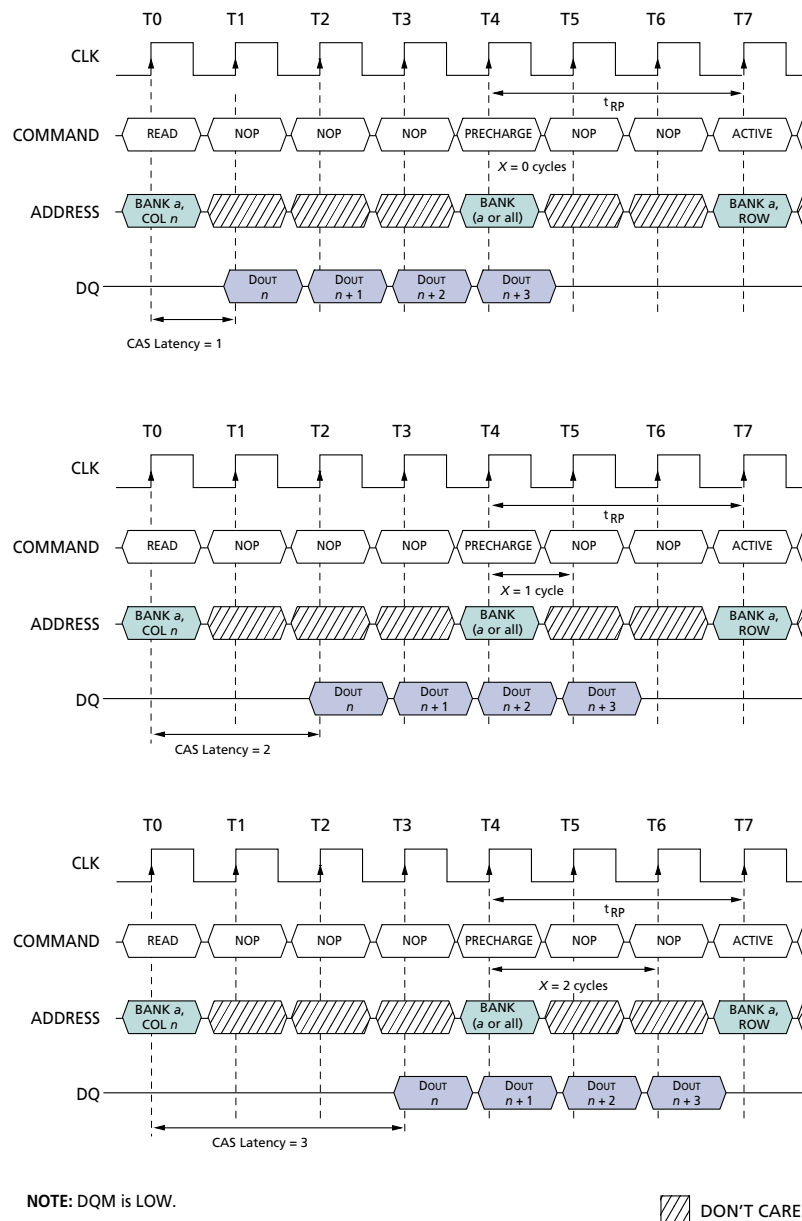 T0 T1 T2 T3 T4 T5 T6 T7
CLK
t RP
COMMAND READ NOP NOP NOP PRECHARGE NOP NOP ACTIVE
X = 0 cycles
ADDRESS BANK a, COL n BANK (a or all) BANK a, ROW
DQ DOUT n DOUT n + 1 DOUT n + 2 DOUT n + 3
CAS Latency = 1
T0 T1 T2 T3 T4 T5 T6 T7
CLK
t RP
COMMAND READ NOP NOP NOP PRECHARGE NOP NOP ACTIVE
X = 1 cycle
ADDRESS BANK a, COL n BANK (a or all) BANK a, ROW
DQ DOUT n DOUT n + 1 DOUT n + 2 DOUT n + 3
CAS Latency = 2
T0 T1 T2 T3 T4 T5 T6 T7
CLK
t RP
COMMAND READ NOP NOP NOP PRECHARGE NOP NOP ACTIVE
X = 2 cycles
ADDRESS BANK a, COL n BANK (a or all) BANK a, ROW
DQ DOUT n DOUT n + 1 DOUT n + 2 DOUT n + 3
CAS Latency = 3
NOTE: DQM is LOW.
DON'T CARE